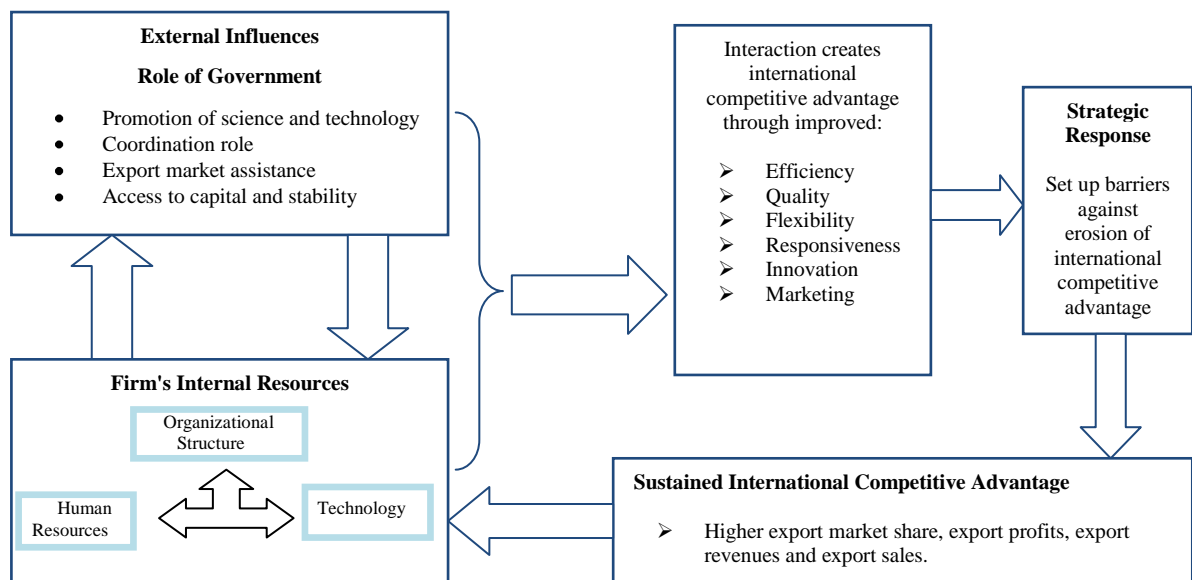 External Influences
Role of Government
• Promotion of science and technology
• Coordination role
• Export market assistance
• Access to capital and stability
Firm's Internal Resources
Organizational
Structure
Human
Resources
Technology
Interaction creates
international
competitive advantage
through improved:
➢ Efficiency
➢ Quality
➢ Flexibility
➢ Responsiveness
➢ Innovation
➢ Marketing
Strategic
Response
Set up barriers
against
erosion of
international
competitive
advantage
Sustained International Competitive Advantage
➢ Higher export market share, export profits, export
revenues and export sales.